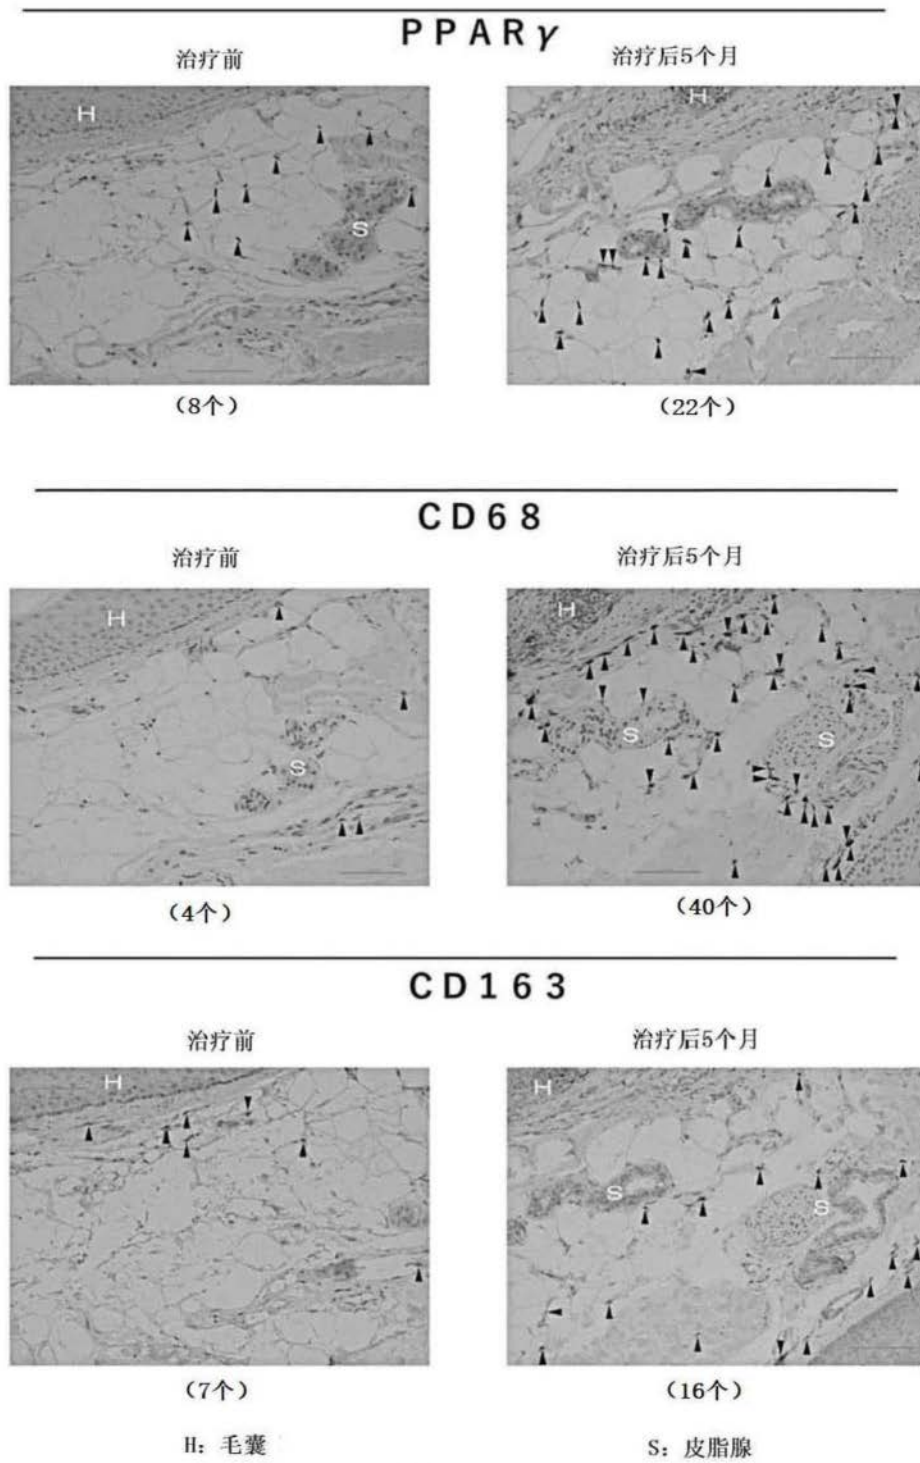 PPARγ
治疗前 治疗后5个月
H H
S
（8个） （22个）
CD68
治疗前 治疗后5个月
H H
S S S
（4个） （40个）
CD163
治疗前 治疗后5个月
H H
S S
（7个） （16个）
H：毛囊 S：皮脂腺